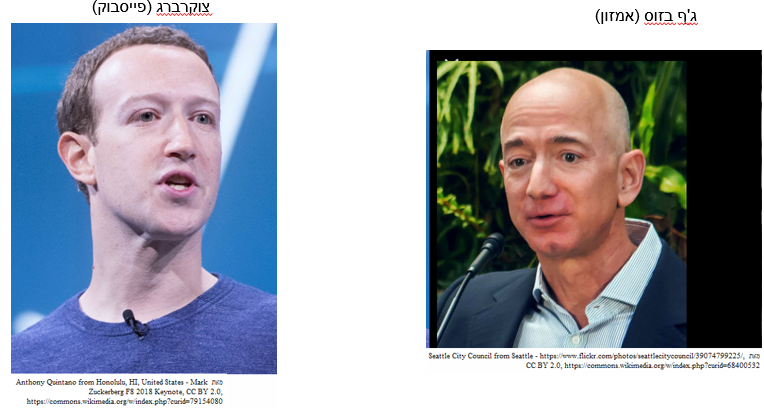 צוקרברג (פייסבוק)
ג'ף בזוס (אמזון)
Anthony Quintano from Honolulu, HI, United States - Mark מאת
Zuckerberg F8 2018 Keynote, CC BY 2.0,
https://commons.wikimedia.org/w/index.php?curid=79154080
Seattle City Council from Seattle - https://www.flickr.com/photos/seattlecitycouncil/39074799225/, מאת
CC BY 2.0, https://commons.wikimedia.org/w/index.php?curid=68400532